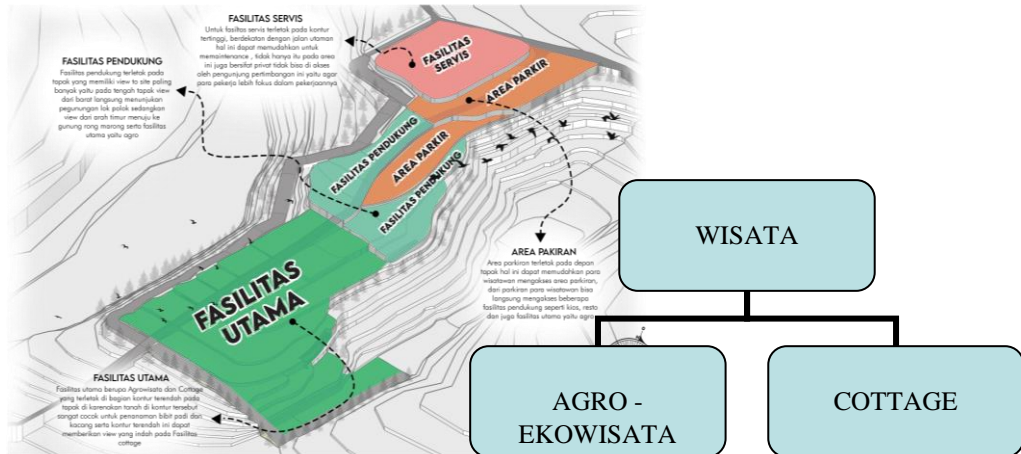 FASILITAS SERVIS
Untuk fasiltas servis terletak pada kontur
tertinggi, berdekatan dengan jalan utaman
hal ini dapat memudahkan untuk
memaintenance , tidak hanya itu pada area
ini juga bersifat privat tidak bisa di akses
oleh pengunjung pertimbangan ini yaitu agar
para pekerja lebih fokus dalam pekerjaannya
FASILITAS PENDUKUNG
Fasilitas pendukung terletak pada
tapak yang memiliki view to site paling
banyak yaitu pada tengah tapak view
dari barat langsung menunjukan
pegunungan lok polok sedangkan
view dari arah timur menuju ke
gunung rong marong serta fasilitas
utama yaitu agro
FASILITAS
SERVIS
AREA PARKIR
FASILITAS PENDUKUNG
AREA PARKIR
FASILITAS PENDUKUNG
FASILITAS
UTAMA
AREA PAKIRAN
Area parkiran terletak pada depan
tapak hal ini dapat memudahkan para
wisatawan mengakses area parkiran,
dari parkiran para wisatawan bisa
langsung mengakses beberapa
fasilitas pendukung seperti kios, resto
dan juga fasilitas utama yaitu agro
FASILITAS UTAMA
Fasilitas utama berupa Agrowisata dan Cottage
yang terletak di bagian kontur terendah pada
tapak di karenakan tanah di kontur tersebut
sangat cocok untuk penanaman bibit padi dan
kacang serta kontur terendah ini dapat
memberikan view yang indah pada Fasilitas
cottage
WISATA
AGRO -
EKOWISATA
COTTAGE